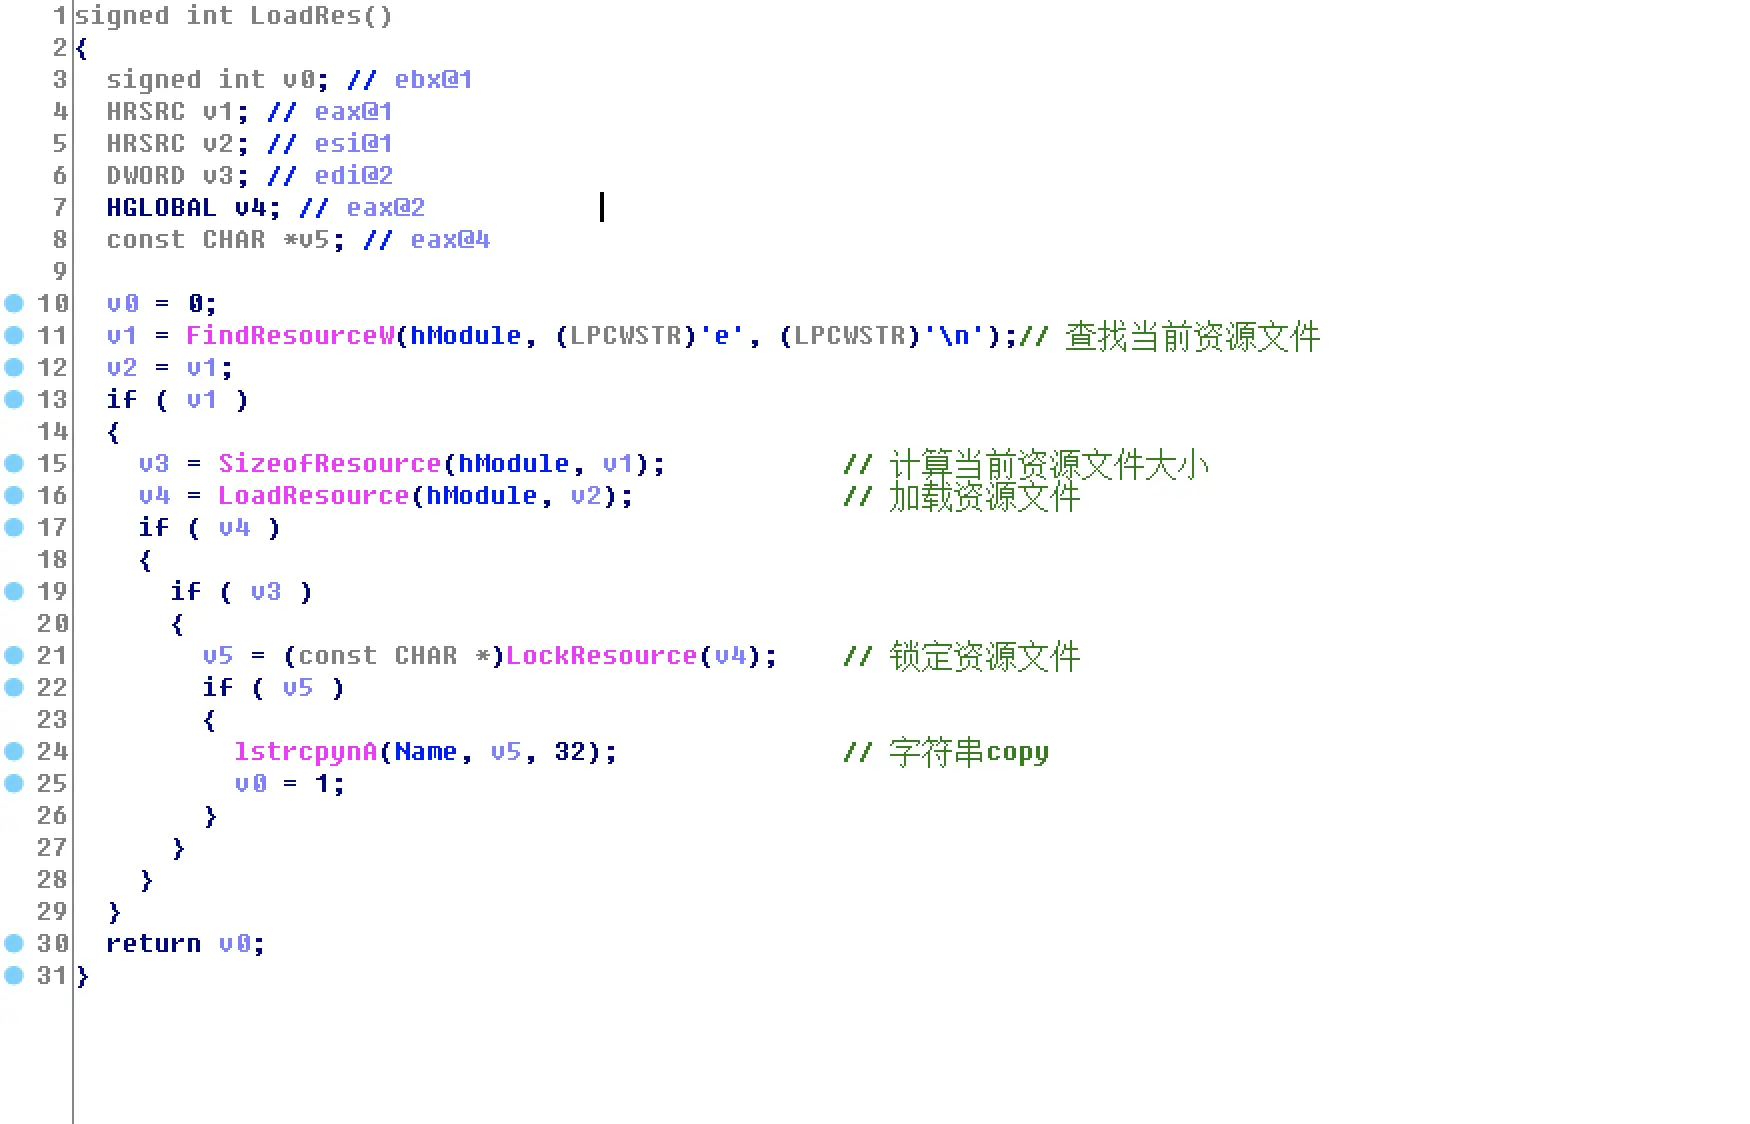 1 signed int LoadRes()
2 {
3 signed int v0; // ebx@1
4 HRSRC v1; // eax@1
5 HRSRC v2; // esi@1
6 DWORD v3; // edi@2
7 HGLOBAL v4; // eax@2
8 const CHAR *v5; // eax@4
9
10 v0 = 0;
11 v1 = FindResourceW(hModule, (LPCWSTR)'e', (LPCWSTR)'\n');// 查找当前资源文件
12 v2 = v1;
13 if ( v1 )
14 {
15 v3 = SizeofResource(hModule, v1); // 计算当前资源文件大小
16 v4 = LoadResource(hModule, v2); // 加载资源文件
17 if ( v4 )
18 {
19 if ( v3 )
20 {
21 v5 = (const CHAR *)LockResource(v4); // 锁定资源文件
22 if ( v5 )
23 {
24 lstrcpynA(Name, v5, 32); // 字符串copy
25 v0 = 1;
26 }
27 }
28 }
29 }
30 return v0;
31 }